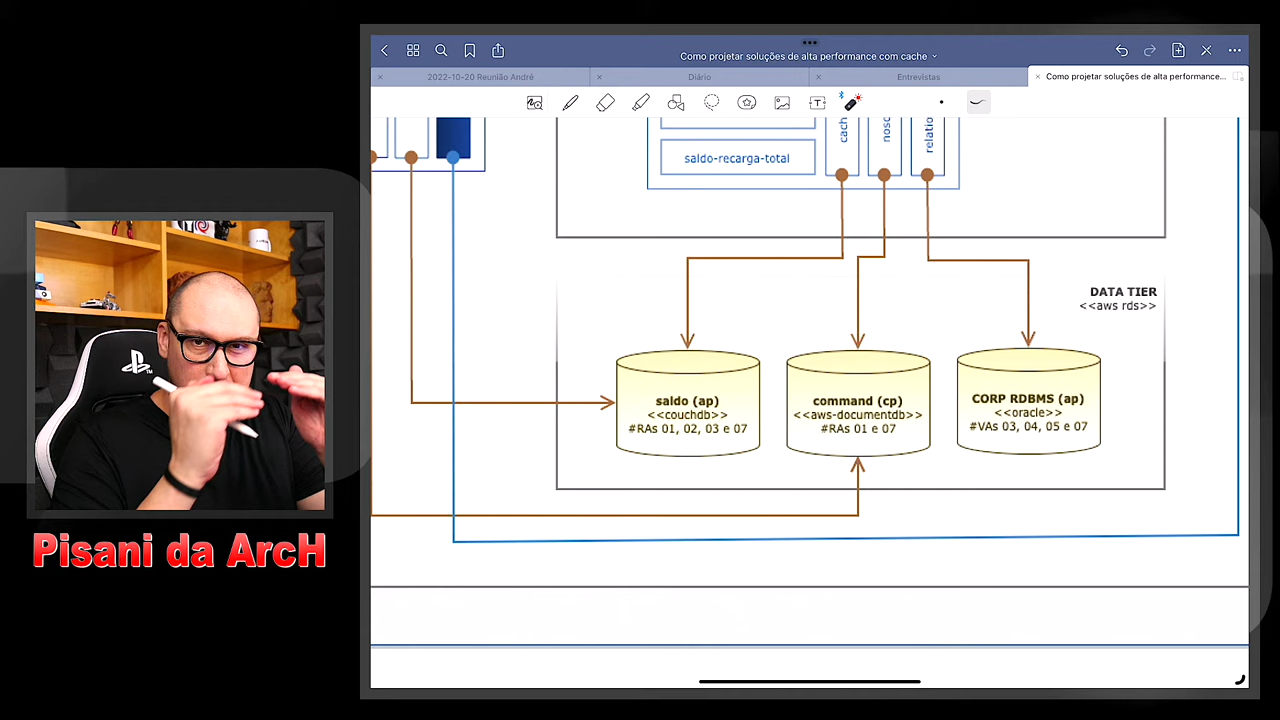 Como projetar soluções de alta performance com cache
2022-10-20 Reunião André
Diário
Entrevistas
Como projetar soluções de alta performance...
T
cach
nosc
relatio
saldo-recarga-total
DATA TIER
<<aws rds>>
saldo (ap)
<<couchdb>>
#RAs 01, 02, 03 e 07
command (cp)
<<aws-documentdb>>
#RAs 01 e 07
CORP RDBMS (ap)
<<oracle>>
#VAs 03, 04, 05 e 07
Pisani da ArcH